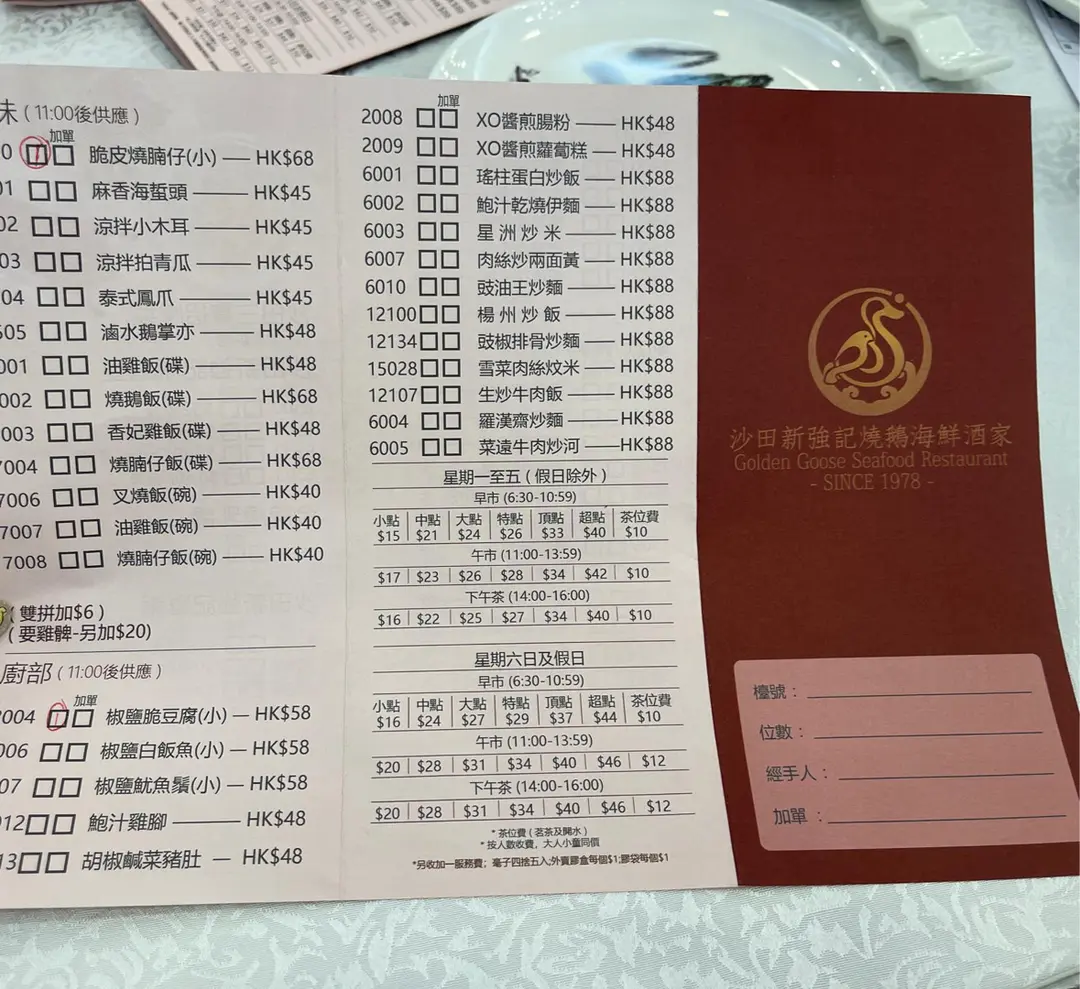 味 ( 11:00後供應 )
加單
0 脆皮燒腩仔(小) — HK$68
01 麻香海蜇頭 — HK$45
02 涼拌小木耳 — HK$45
03 涼拌拍青瓜 — HK$45
04 泰式鳳爪 — HK$45
505 滷水鵝掌亦 — HK$48
001 油雞飯(碟) — HK$48
002 燒鵝飯(碟) — HK$68
003 香妃雞飯(碟) — HK$48
7004 燒腩仔飯(碟) — HK$68
7006 叉燒飯(碗) — HK$40
7007 油雞飯(碗) — HK$40
7008 燒腩仔飯(碗) — HK$40
( 雙拼加$6 )
( 要雞髀-另加$20)
廚部 ( 11:00後供應 )
加單
2004 椒鹽脆豆腐(小) — HK$58
006 椒鹽白飯魚(小) — HK$58
07 椒鹽魷魚鬚(小) — HK$58
012 鮑汁雞腳 — HK$48
13 胡椒鹹菜豬肚 — HK$48
加單
2008 XO醬煎腸粉 — HK$48
2009 XO醬煎蘿蔔糕 — HK$48
6001 瑤柱蛋白炒飯 — HK$88
6002 鮑汁乾燒伊麵 — HK$88
6003 星洲炒米 — HK$88
6007 肉絲炒兩面黃 — HK$88
6010 豉油王炒麵 — HK$88
12100 楊州炒飯 — HK$88
12134 豉椒排骨炒麵 — HK$88
15028 雪菜肉絲炆米 — HK$88
12107 生炒牛肉飯 — HK$88
6004 羅漢齋炒麵 — HK$88
6005 菜遠牛肉炒河 — HK$88
星期一至五 ( 假日除外 )
早市 (6:30-10:59)
小點 | 中點 | 大點 | 特點 | 頂點 | 超點 | 茶位費
$15 | $21 | $24 | $26 | $33 | $40 | $10
午市 (11:00-13:59)
$17 | $23 | $26 | $28 | $34 | $42 | $10
下午茶 (14:00-16:00)
$16 | $22 | $25 | $27 | $34 | $40 | $10
星期六日及假日
早市 (6:30-10:59)
小點 | 中點 | 大點 | 特點 | 頂點 | 超點 | 茶位費
$16 | $24 | $27 | $29 | $37 | $44 | $10
午市 (11:00-13:59)
$20 | $28 | $31 | $34 | $40 | $46 | $12
下午茶 (14:00-16:00)
$20 | $28 | $31 | $34 | $40 | $46 | $12
* 茶位費 ( 茗茶及開水 )
* 按人數收費，大人小童同價
*另收加一服務費；毫子四捨五入;外賣膠盒每個$1;膠袋每個$1
沙田新強記燒鵝海鮮酒家
Golden Goose Seafood Restaurant
- SINCE 1978 -
檯號：
位數：
經手人：
加單：